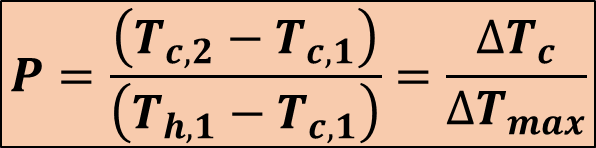 P = (T_{c,2} − T_{c,1}) / (T_{h,1} − T_{c,1}) = ΔT_c / ΔT_{max}